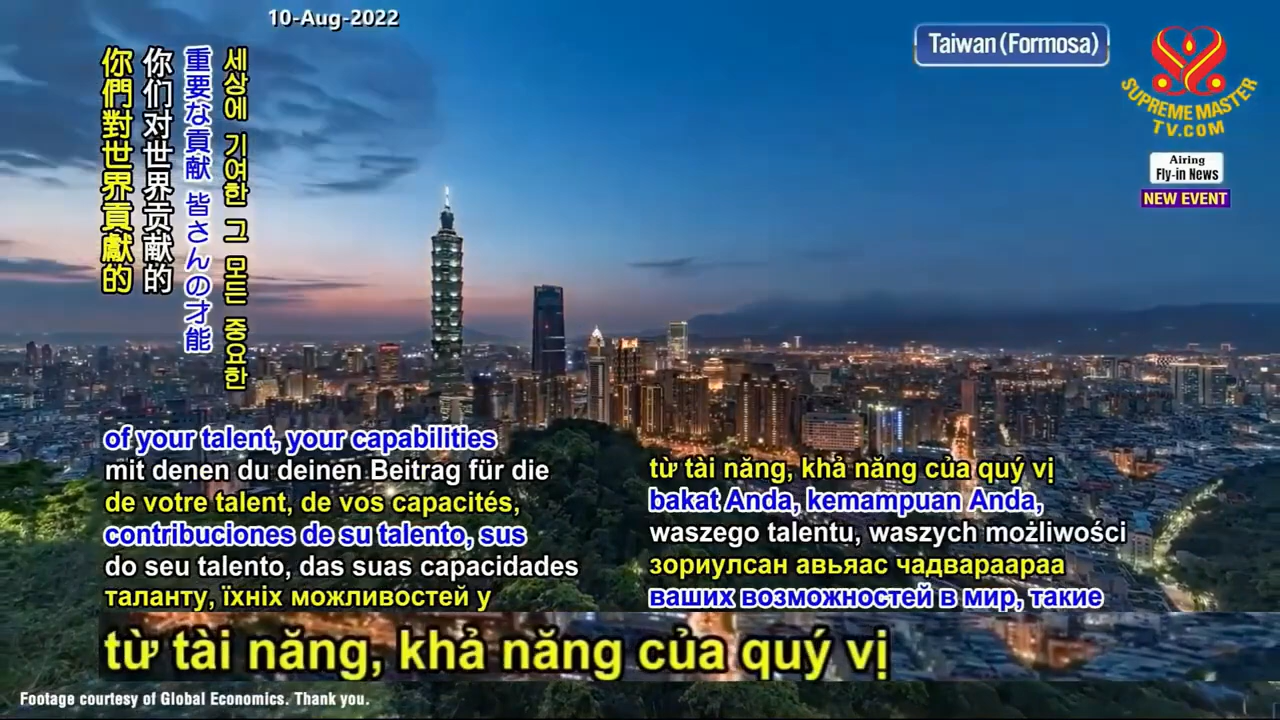 10-Aug-2022
Taiwan (Formosa)
SUPREME MASTER
TV.COM
Airing
Fly-in News
NEW EVENT
세상에 기여한 그 모든 중요한
重要な貢献 皆さんの才能
你们对世界贡献的
你們對世界貢獻的
of your talent, your capabilities
mit denen du deinen Beitrag für die
de votre talent, de vos capacités,
contribuciones de su talento, sus
do seu talento, das suas capacidades
таланту, їхніх можливостей у
từ tài năng, khả năng của quý vị
bakat Anda, kemampuan Anda,
waszego talentu, waszych możliwości
зориулсан авьяас чадвараараа
ваших возможностей в мир, такие
từ tài năng, khả năng của quý vị
Footage courtesy of Global Economics. Thank you.